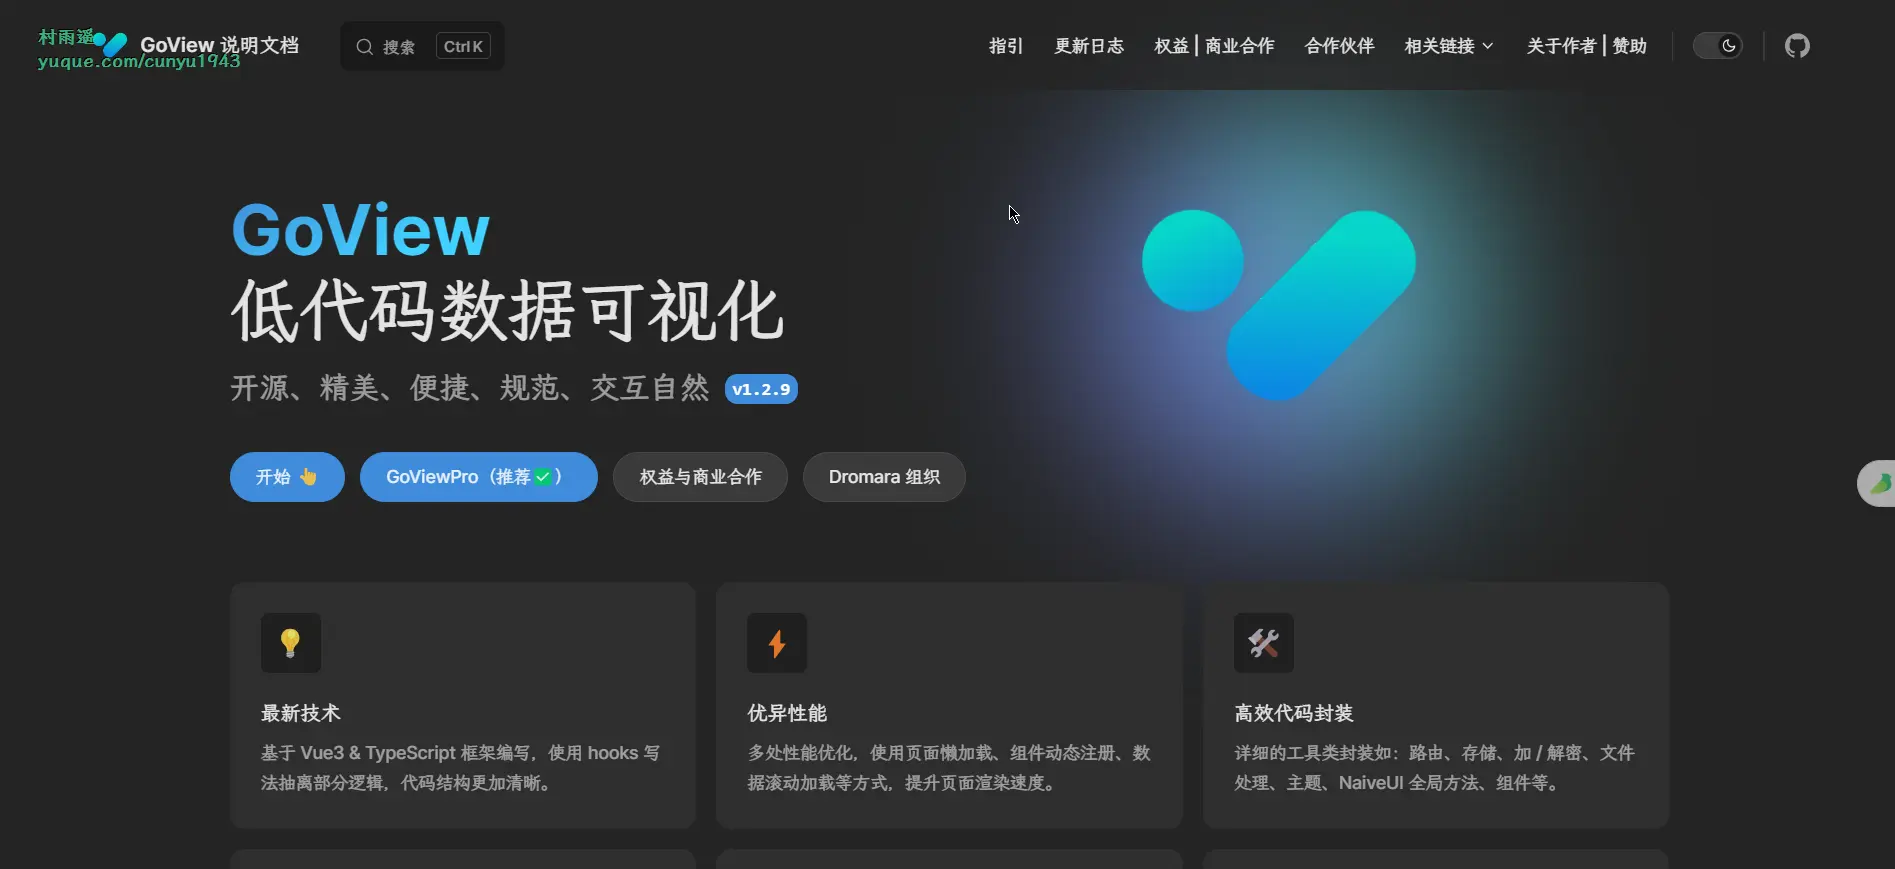 村雨遥
yuque.com/cunyu1943
GoView 说明文档
搜索 Ctrl K
指引 更新日志 权益 | 商业合作 合作伙伴 相关链接 关于作者 | 赞助
GoView
低代码数据可视化
开源、精美、便捷、规范、交互自然 v1.2.9
开始 👆 GoViewPro（推荐✅） 权益与商业合作 Dromara 组织
最新技术
基于 Vue3 & TypeScript 框架编写，使用 hooks 写
法抽离部分逻辑，代码结构更加清晰。
优异性能
多处性能优化，使用页面懒加载、组件动态注册、数
据滚动加载等方式，提升页面渲染速度。
高效代码封装
详细的工具类封装如：路由、存储、加 / 解密、文件
处理、主题、NaiveUI 全局方法、组件等。